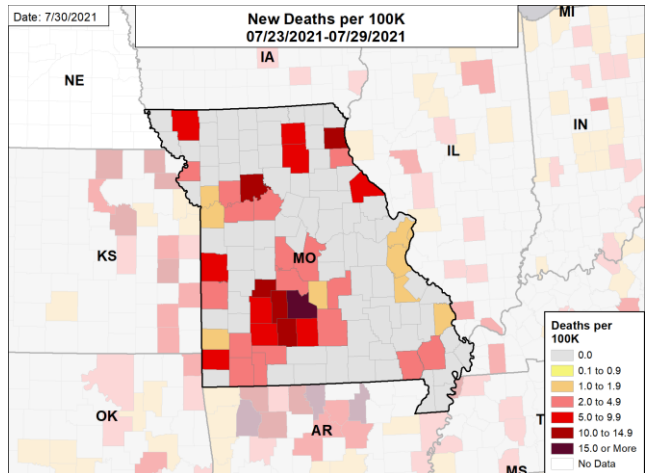 Date: 7/30/2021
New Deaths per 100K
07/23/2021-07/29/2021
MI
IA
NE
IL
IN
KS
MO
OK
AR
MS
T
Deaths per
100K
0.0
0.1 to 0.9
1.0 to 1.9
2.0 to 4.9
5.0 to 9.9
10.0 to 14.9
15.0 or More
No Data